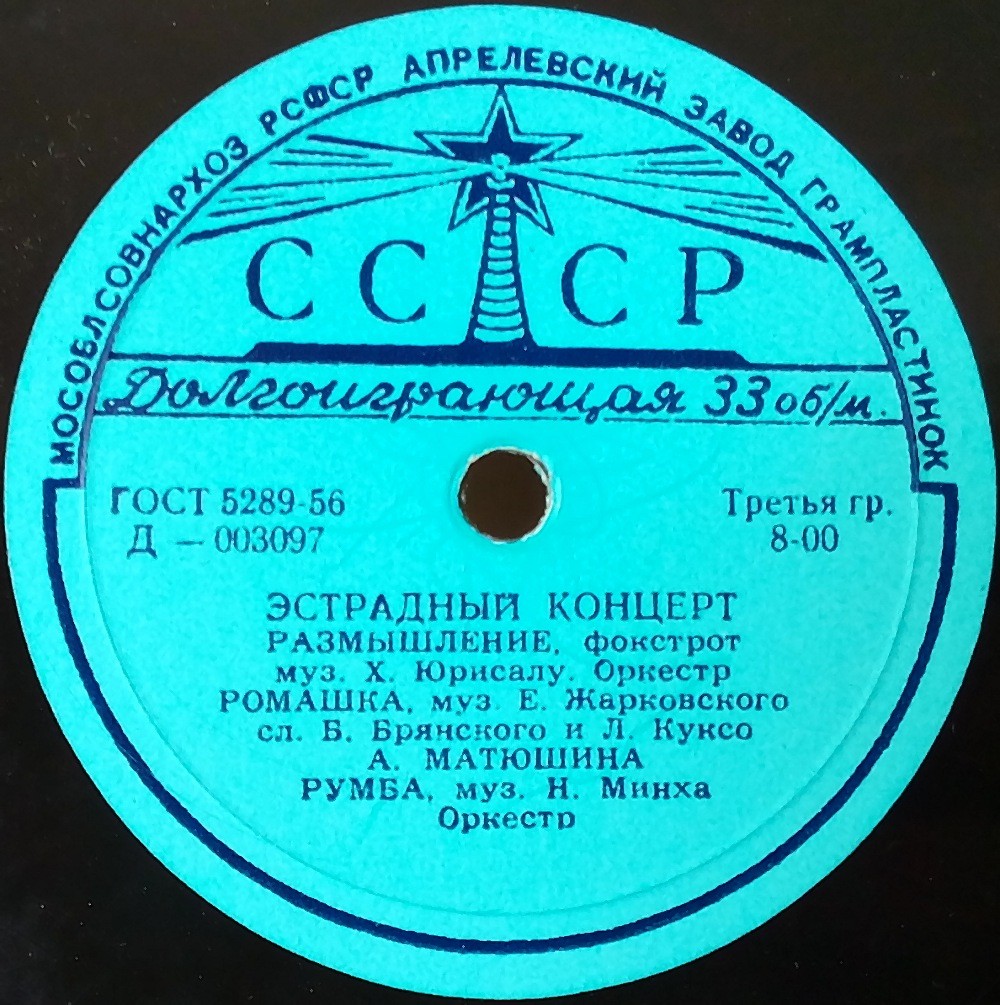 МОСОБЛСОВНАРХОЗ РСФСР АПРЕЛЕВСКИЙ ЗАВОД ГРАМПЛАСТИНОК
СССР
Долгоиграющая 33 об/м.
ГОСТ 5289-56
Д — 003097
Третья гр.
8-00
ЭСТРАДНЫЙ КОНЦЕРТ
РАЗМЫШЛЕНИЕ, фокстрот
муз. Х. Юрисалу. Оркестр
РОМАШКА, муз. Е. Жарковского
сл. Б. Брянского и Л. Куксо
А. МАТЮШИНА
РУМБА, муз. Н. Минха
Оркестр